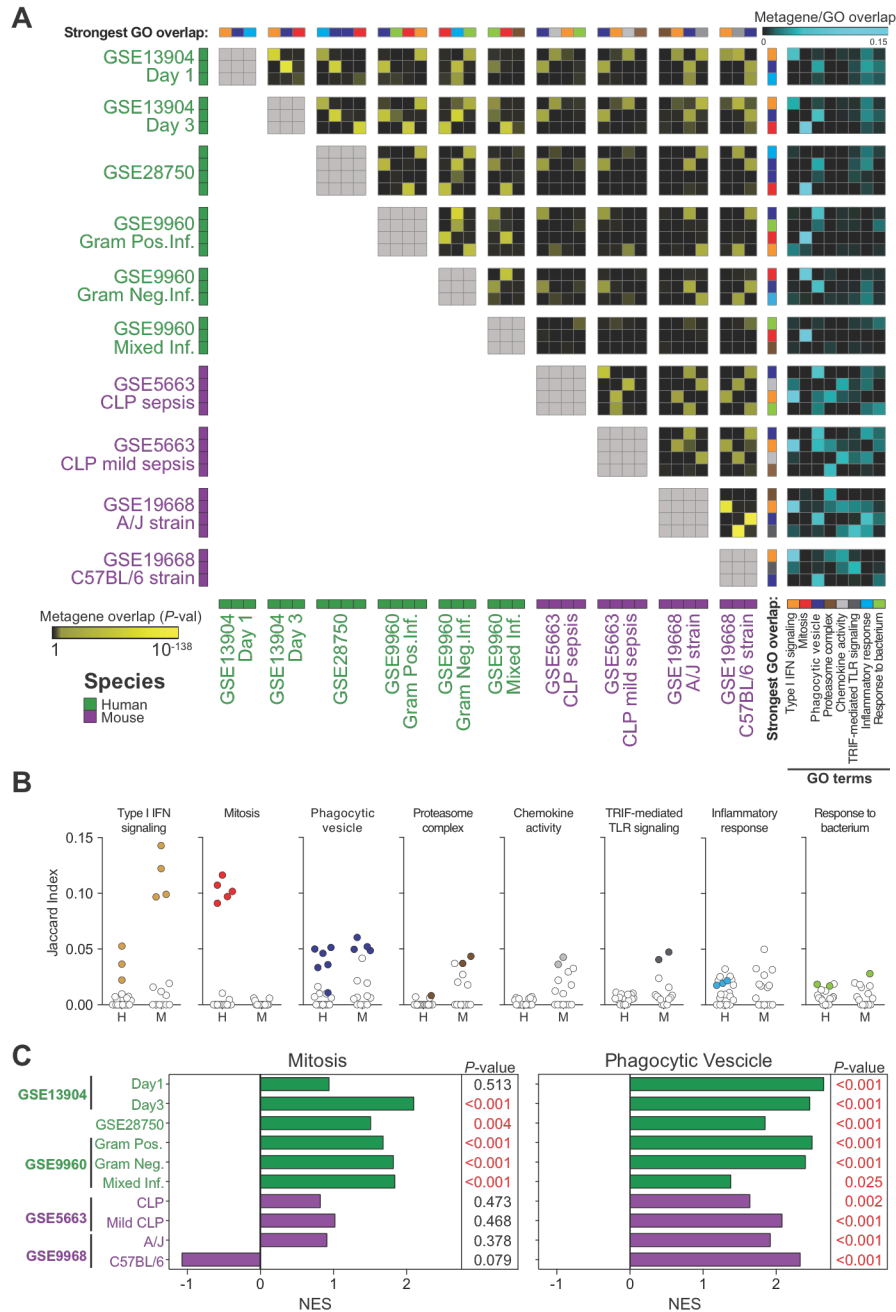 A
Strongest GO overlap:
Metagene/GO overlap
0
0.15
GSE13904
Day 1
GSE13904
Day 3
GSE28750
GSE9960
Gram Pos.Inf.
GSE9960
Gram Neg.Inf.
GSE9960
Mixed Inf.
GSE5663
CLP sepsis
GSE5663
CLP mild sepsis
GSE19668
A/J strain
GSE19668
C57BL/6 strain
Metagene overlap (P-val)
1
10-138
Species
Human
Mouse
GSE13904
Day 1
GSE13904
Day 3
GSE28750
GSE9960
Gram Pos.Inf.
GSE9960
Gram Neg.Inf
GSE9960
Mixed Inf.
GSE5663
CLP sepsis
GSE5663
CLP mild sepsis
GSE19668
A/J strain
GSE19668
C57BL/6 strain
Strongest GO overlap:
Type I IFN signaling
Mitosis
Phagocytic vesicle
Proteasome complex
Chemokine activity
TRIF-mediated TLR signaling
Inflammatory response
Response to bacterium
GO terms
B
Type I IFN
signaling
Mitosis
Phagocytic
vesicle
Proteasome
complex
Chemokine
activity
TRIF-mediated
TLR signaling
Inflammatory
response
Response to
bacterium
Jaccard Index
0.15
0.10
0.05
0.00
H M H M H M H M H M H M H M H M
C
Mitosis
P-value
Phagocytic Vescicle
P-value
GSE13904
Day1 0.513 <0.001
Day3 <0.001 <0.001
GSE28750 0.004 <0.001
GSE9960
Gram Pos. <0.001 <0.001
Gram Neg. <0.001 <0.001
Mixed Inf. <0.001 0.025
GSE5663
CLP 0.473 0.002
Mild CLP 0.468 <0.001
GSE9968
A/J 0.378 <0.001
C57BL/6 0.079 <0.001
-1 0 1 2 -1 0 1 2
NES NES